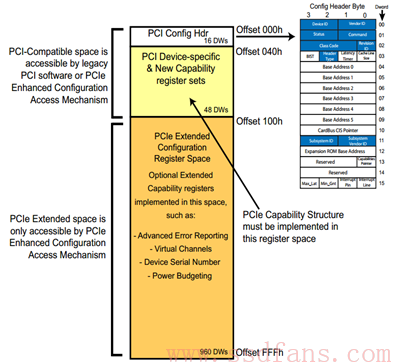 PCI-Compatible space is
accessible by legacy
PCI software or PCIe
Enhanced Configuration
Access Mechanism
PCIe Extended space is
only accessible by PCIe
Enhanced Configuration
Access Mechanism
PCI Config Hdr
16 DWs
PCI Device-specific
& New Capability
register sets
48 DWs
PCIe Extended
Configuration
Register Space
Optional Extended
Capability registers
implemented in this space,
such as:
- Advanced Error Reporting
- Virtual Channels
- Device Serial Number
- Power Budgeting
960 DWs
Offset 000h
Offset 040h
Offset 100h
Offset FFFh
PCIe Capability Structure
must be implemented in
this register space
Config Header Byte
3 2 1 0
Dword
Device ID Vendor ID 00
Status Command 01
Class Code Revision ID 02
BIST Header Type Latency Timer Cache Line Size 03
Base Address 0 04
Base Address 1 05
Base Address 2 06
Base Address 3 07
Base Address 4 08
Base Address 5 09
CardBus CIS Pointer 10
Subsystem ID Subsystem Vendor ID 11
Expansion ROM Base Address 12
Reserved Capabilities Pointer 13
Reserved 14
Max_Lat Min_Gnt Interrupt Pin Interrupt Line 15
ssdfans.com